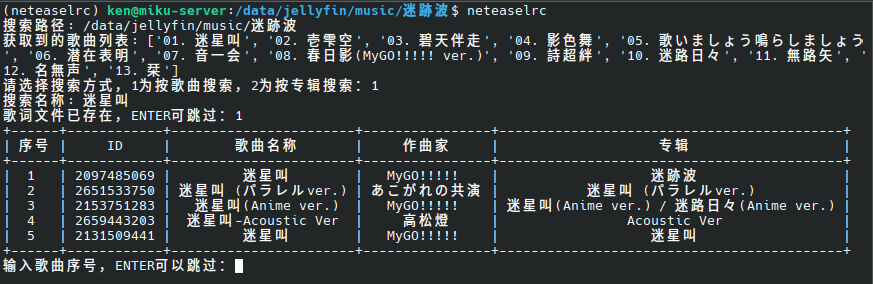 (neteaselrc) ken@miku-server:/data/jellyfin/music/迷跡波$ neteaselrc
搜索路径: /data/jellyfin/music/迷跡波
获取到的歌曲列表: ['01. 迷星叫', '02. 壱雫空', '03. 碧天伴走', '04. 影色舞', '05. 歌いましょう鳴らしましょう
', '06. 潜在表明', '07. 音一会', '08. 春日影(MyGO!!!!! ver.)', '09. 詩超絆', '10. 迷路日々', '11. 無路矢', '
12. 名無声', '13. 栞']
请选择搜索方式，1为按歌曲搜索，2为按专辑搜索: 1
搜索名称: 迷星叫
歌词文件已存在，ENTER可跳过: 1
+------+------------+------------------------+----------------+--------------------------------------------+
| 序号 | ID | 歌曲名称 | 作曲家 | 专辑 |
+------+------------+------------------------+----------------+--------------------------------------------+
| 1 | 2097485069 | 迷星叫 | MyGO!!!!! | 迷跡波 |
| 2 | 2651533750 | 迷星叫 (パラレルver.) | あこがれの共演 | 迷星叫 (パラレルver.) |
| 3 | 2153751283 | 迷星叫(Anime ver.) | MyGO!!!!! | 迷星叫(Anime ver.) / 迷路日々(Anime ver.) |
| 4 | 2659443203 | 迷星叫-Acoustic Ver | 高松燈 | Acoustic Ver |
| 5 | 2131509441 | 迷星叫 | MyGO!!!!! | 迷星叫 |
+------+------------+------------------------+----------------+--------------------------------------------+
输入歌曲序号，ENTER可以跳过: